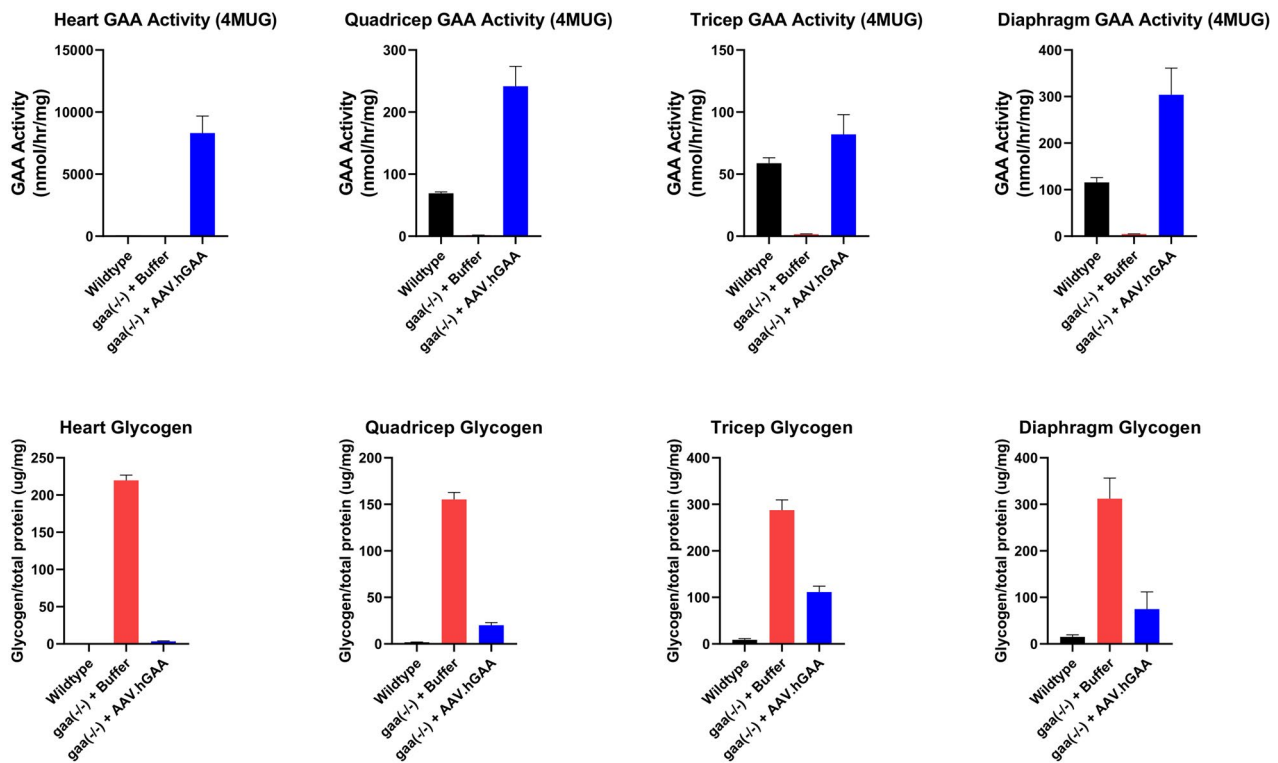 Heart GAA Activity (4MUG)
GAA Activity
(nmol/hr/mg)
15000
10000
5000
0
Wildtype
gaa(-/-) + Buffer
gaa(-/-) + AAV.hGAA
Quadricep GAA Activity (4MUG)
GAA Activity
(nmol/hr/mg)
300
200
100
0
Wildtype
gaa(-/-) + Buffer
gaa(-/-) + AAV.hGAA
Tricep GAA Activity (4MUG)
GAA Activity
(nmol/hr/mg)
150
100
50
0
Wildtype
gaa(-/-) + Buffer
gaa(-/-) + AAV.hGAA
Diaphragm GAA Activity (4MUG)
GAA Activity
(nmol/hr/mg)
400
300
200
100
0
Wildtype
gaa(-/-) + Buffer
gaa(-/-) + AAV.hGAA
Heart Glycogen
Glycogen/total protein (ug/mg)
250
200
150
100
50
0
Wildtype
gaa(-/-) + Buffer
gaa(-/-) + AAV.hGAA
Quadricep Glycogen
Glycogen/total protein (ug/mg)
200
150
100
50
0
Wildtype
gaa(-/-) + Buffer
gaa(-/-) + AAV.hGAA
Tricep Glycogen
Glycogen/total protein (ug/mg)
400
300
200
100
0
Wildtype
gaa(-/-) + Buffer
gaa(-/-) + AAV.hGAA
Diaphragm Glycogen
Glycogen/total protein (ug/mg)
400
300
200
100
0
Wildtype
gaa(-/-) + Buffer
gaa(-/-) + AAV.hGAA